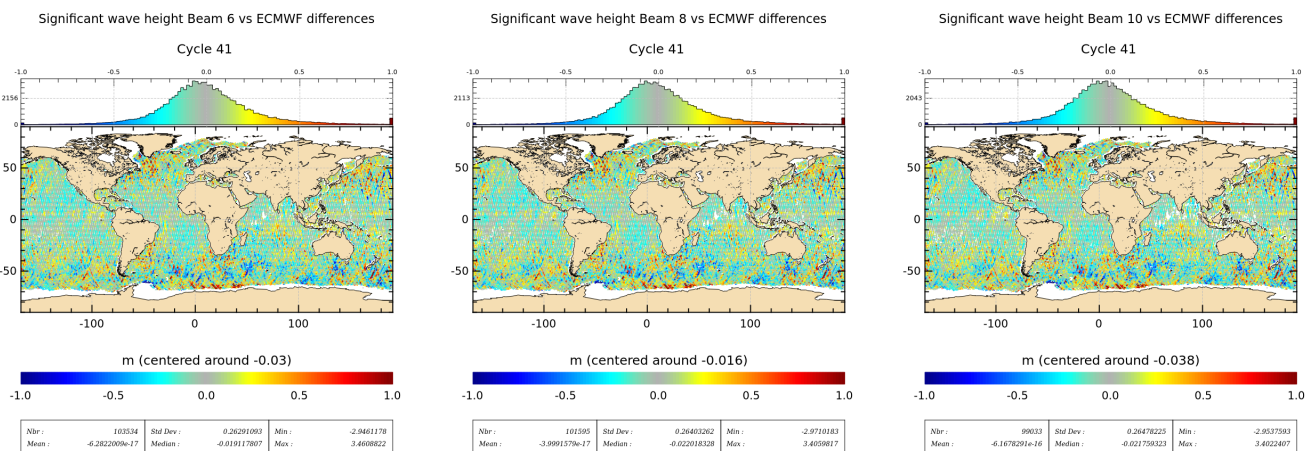 Significant wave height Beam 6 vs ECMWF differences
Cycle 41
-1.0 -0.5 0.0 0.5 1.0
2156
0
50
0
-50
-100 0 100
m (centered around -0.03)
-1.0 -0.5 0.0 0.5 1.0
Nbr : 103534 Std Dev : 0.26291093 Min : -2.9461178
Mean : -6.2822009e-17 Median : -0.019117807 Max : 3.4608822
Significant wave height Beam 8 vs ECMWF differences
Cycle 41
-1.0 -0.5 0.0 0.5 1.0
2113
0
50
0
-50
-100 0 100
m (centered around -0.016)
-1.0 -0.5 0.0 0.5 1.0
Nbr : 101595 Std Dev : 0.26403262 Min : -2.9710183
Mean : -3.9991579e-17 Median : -0.022018328 Max : 3.4059817
Significant wave height Beam 10 vs ECMWF differences
Cycle 41
-1.0 -0.5 0.0 0.5 1.0
2043
0
50
0
-50
-100 0 100
m (centered around -0.038)
-1.0 -0.5 0.0 0.5 1.0
Nbr : 99033 Std Dev : 0.26478225 Min : -2.9537593
Mean : -6.1678291e-16 Median : -0.021759323 Max : 3.4022407